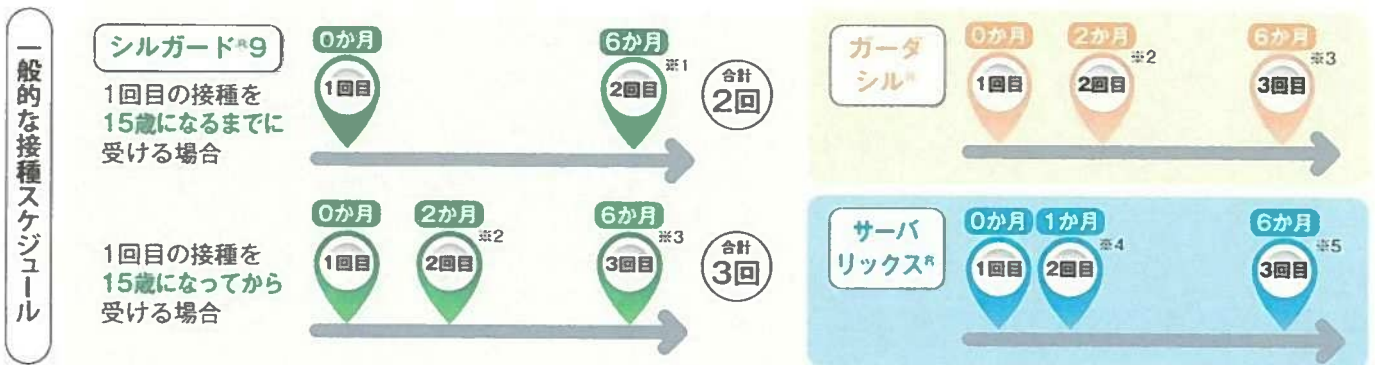 一般的な接種スケジュール
シルガード®9
1回目の接種を
15歳になるまでに
受ける場合
0か月
1回目
6か月
※1
2回目
合計
2回
1回目の接種を
15歳になってから
受ける場合
0か月
1回目
2か月
※2
2回目
6か月
※3
3回目
合計
3回
ガーダ
シル®
0か月
1回目
2か月
※2
2回目
6か月
※3
3回目
サーバ
リックス®
0か月
1回目
1か月
※4
2回目
6か月
※5
3回目